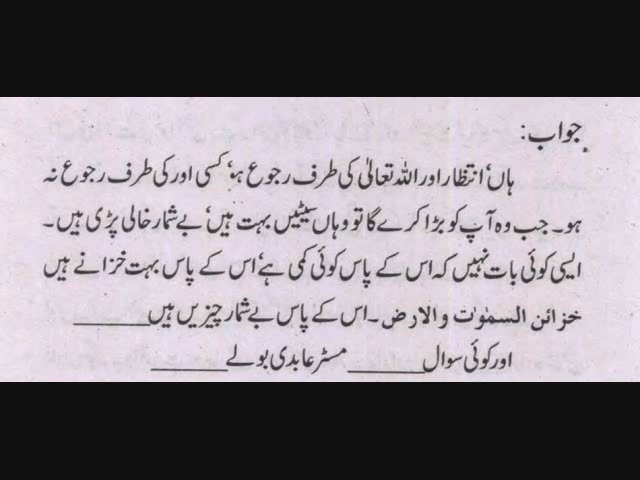 جواب:
ہاں' انتظار اور اللہ تعالیٰ کی طرف رجوع ہو' کسی اور کی طرف رجوع نہ
ہو۔ جب وہ آپ کو بڑا کرے گا تو وہاں سیٹیں بہت ہیں' بے شمار خالی پڑی ہیں۔
ایسی کوئی بات نہیں کہ اس کے پاس کوئی کمی ہے' اس کے پاس بہت خزانے ہیں
خزائن السمٰوٰت والارض۔ اس کے پاس بے شمار چیزیں ہیں ______
اور کوئی سوال ______ مسٹر عابدی بولے ______